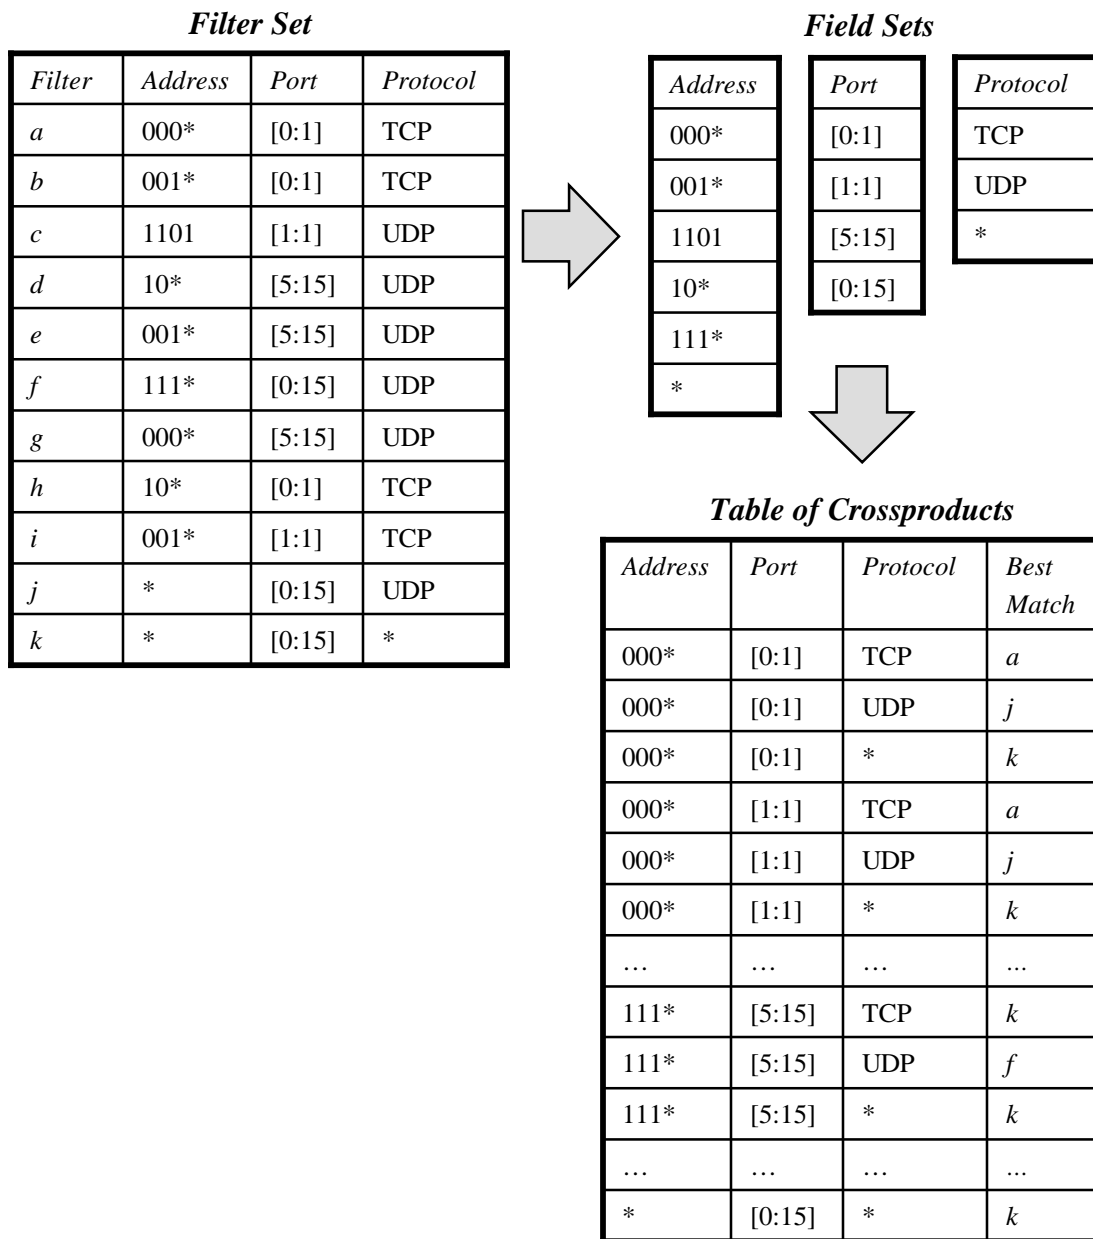 Filter Set
Filter Address Port Protocol
a 000* [0:1] TCP
b 001* [0:1] TCP
c 1101 [1:1] UDP
d 10* [5:15] UDP
e 001* [5:15] UDP
f 111* [0:15] UDP
g 000* [5:15] UDP
h 10* [0:1] TCP
i 001* [1:1] TCP
j * [0:15] UDP
k * [0:15] *
Field Sets
Address
000*
001*
1101
10*
111*
*
Port
[0:1]
[1:1]
[5:15]
[0:15]
Protocol
TCP
UDP
*
Table of Crossproducts
Address Port Protocol Best Match
000* [0:1] TCP a
000* [0:1] UDP j
000* [0:1] * k
000* [1:1] TCP a
000* [1:1] UDP j
000* [1:1] * k
… … … ...
111* [5:15] TCP k
111* [5:15] UDP f
111* [5:15] * k
… … … ...
* [0:15] * k